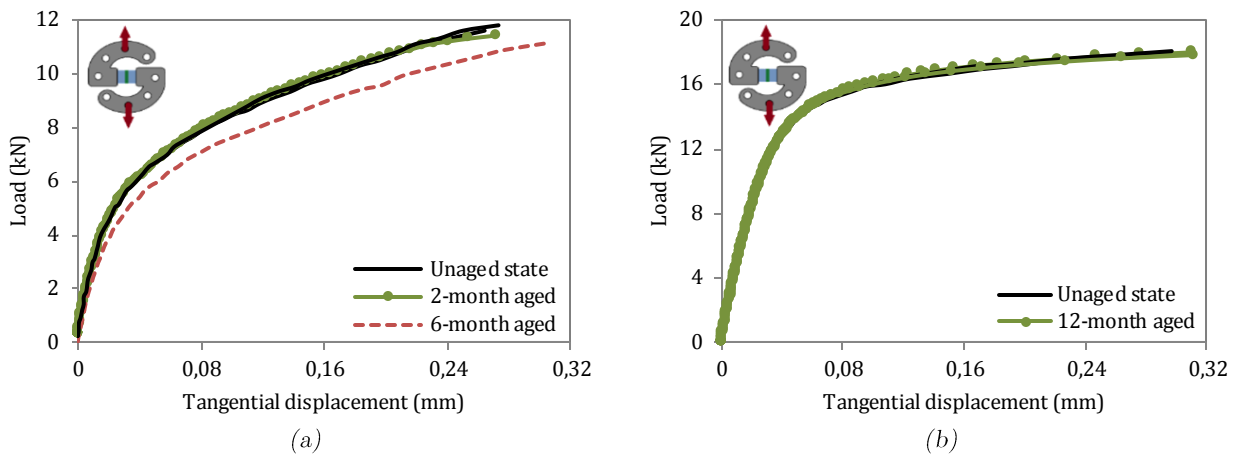 12
10
8
6
4
2
0
Load (kN)
0
0,08
0,16
0,24
0,32
Tangential displacement (mm)
Unaged state
2-month aged
6-month aged
(a)
20
16
12
8
4
0
Load (kN)
0
0,08
0,16
0,24
0,32
Tangential displacement (mm)
Unaged state
12-month aged
(b)